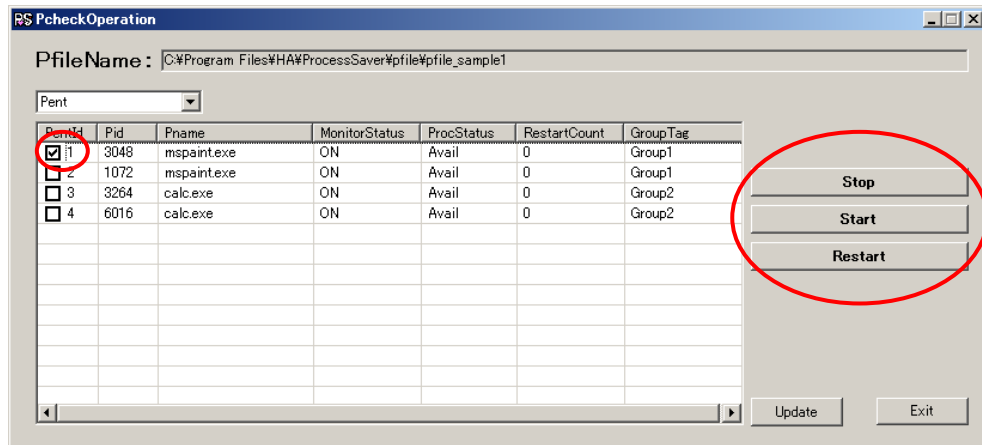 RS PcheckOperation
PfileName: C:¥Program Files¥HA¥ProcessSaver¥pfile¥pfile_sample1
Pent
PentId Pid Pname MonitorStatus ProcStatus RestartCount GroupTag
1 3048 mspaint.exe ON Avail 0 Group1
2 1072 mspaint.exe ON Avail 0 Group1
3 3264 calc.exe ON Avail 0 Group2
4 6016 calc.exe ON Avail 0 Group2
Stop
Start
Restart
Update Exit